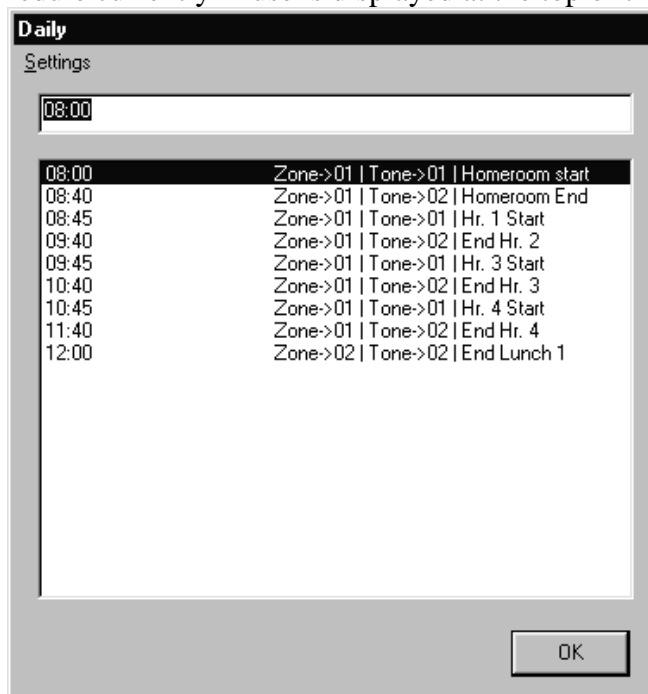 Daily
Settings
08:00
08:00 Zone->01 | Tone->01 | Homeroom start
08:40 Zone->01 | Tone->02 | Homeroom End
08:45 Zone->01 | Tone->01 | Hr. 1 Start
09:40 Zone->01 | Tone->02 | End Hr. 2
09:45 Zone->01 | Tone->01 | Hr. 3 Start
10:40 Zone->01 | Tone->02 | End Hr. 3
10:45 Zone->01 | Tone->01 | Hr. 4 Start
11:40 Zone->01 | Tone->02 | End Hr. 4
12:00 Zone->02 | Tone->02 | End Lunch 1
OK